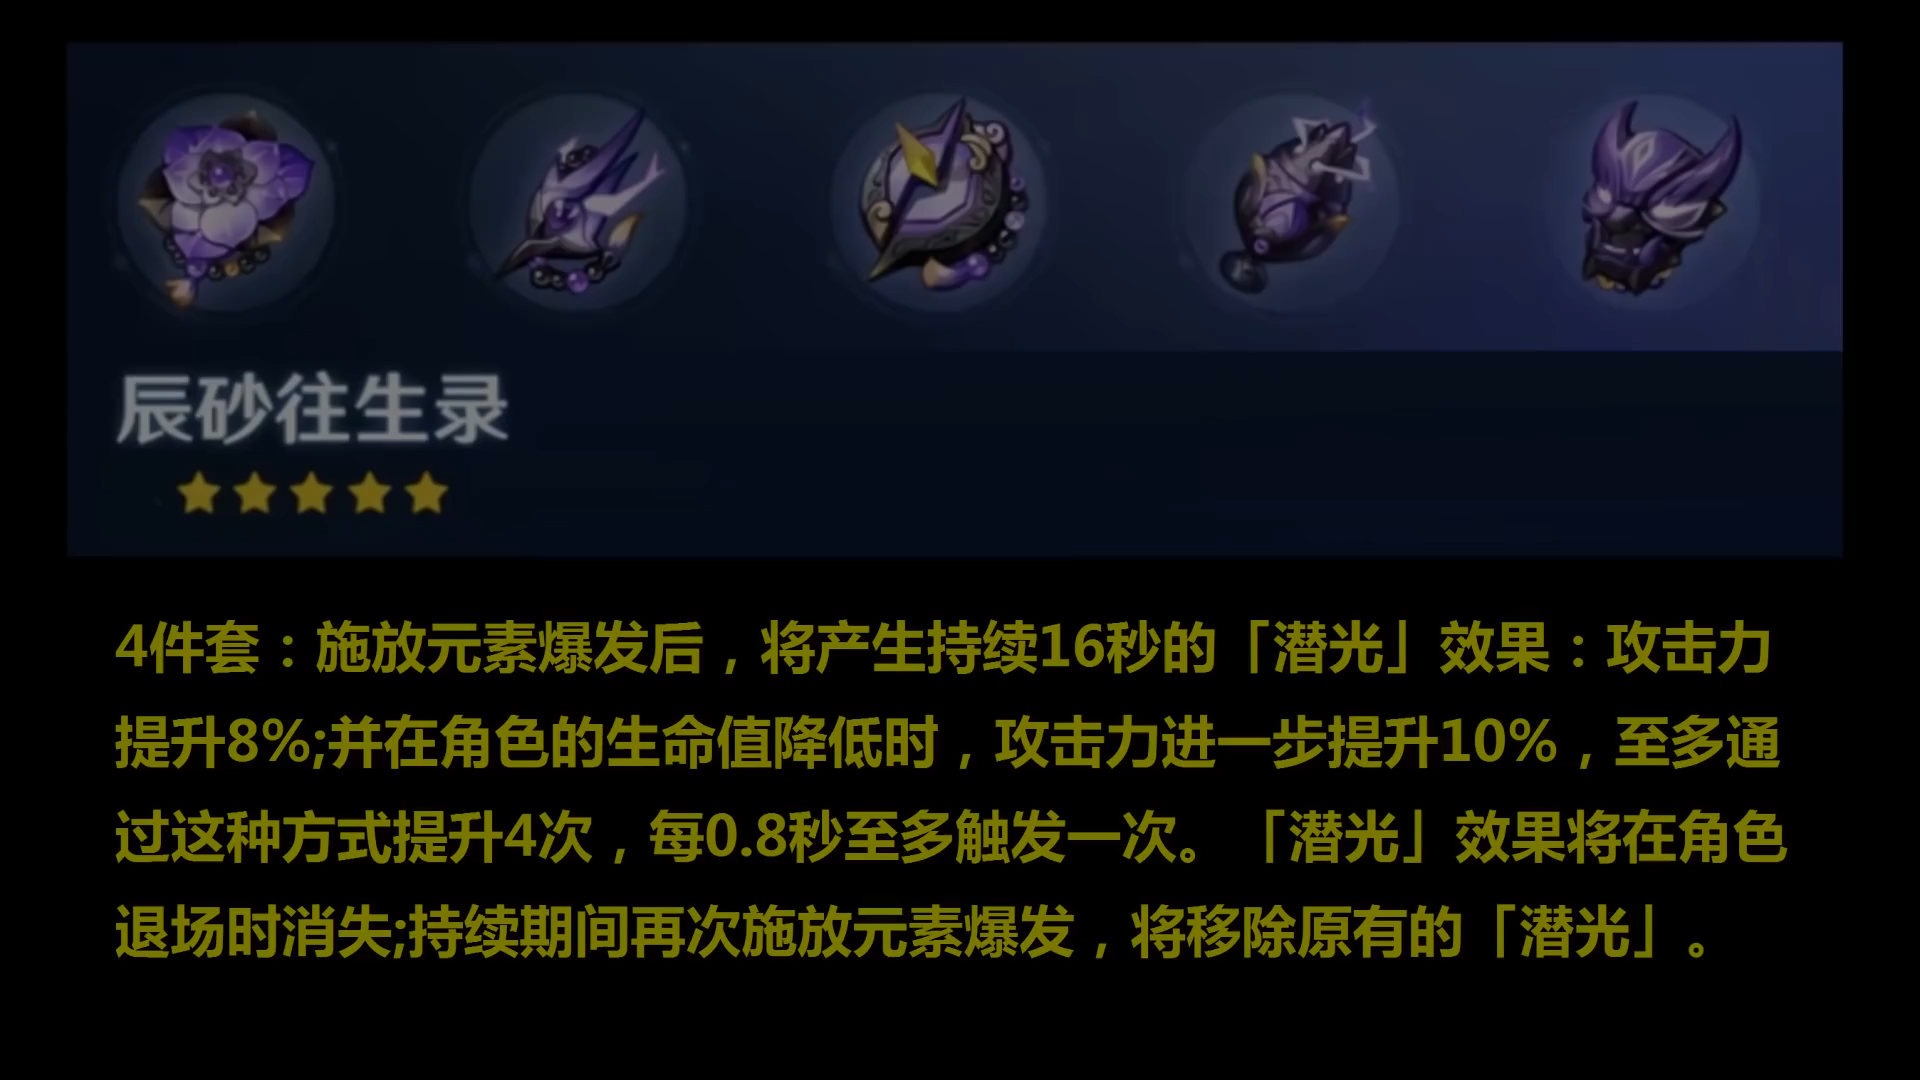 辰砂往生录
4件套：施放元素爆发后，将产生持续16秒的「潜光」效果：攻击力
提升8%;并在角色的生命值降低时，攻击力进一步提升10%，至多通
过这种方式提升4次，每0.8秒至多触发一次。「潜光」效果将在角色
退场时消失;持续期间再次施放元素爆发，将移除原有的「潜光」。